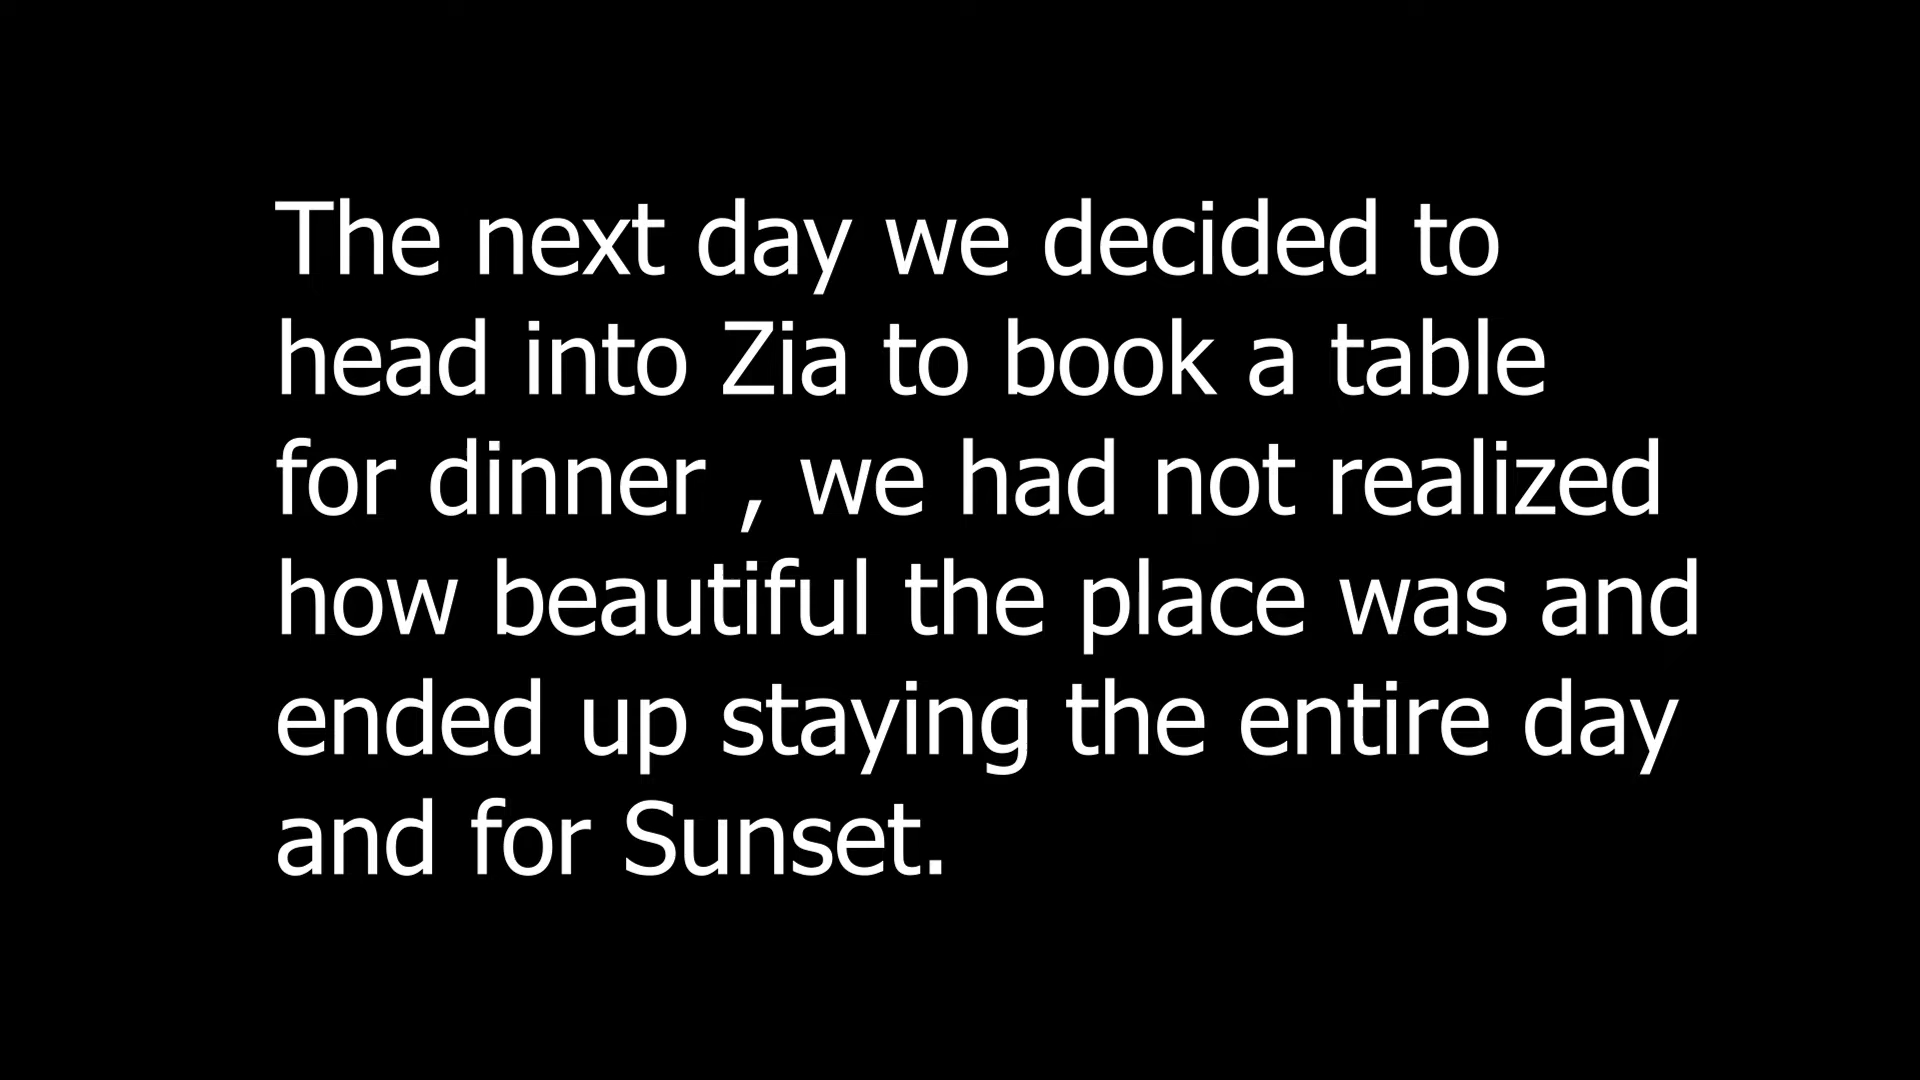 The next day we decided to
head into Zia to book a table
for dinner , we had not realized
how beautiful the place was and
ended up staying the entire day
and for Sunset.